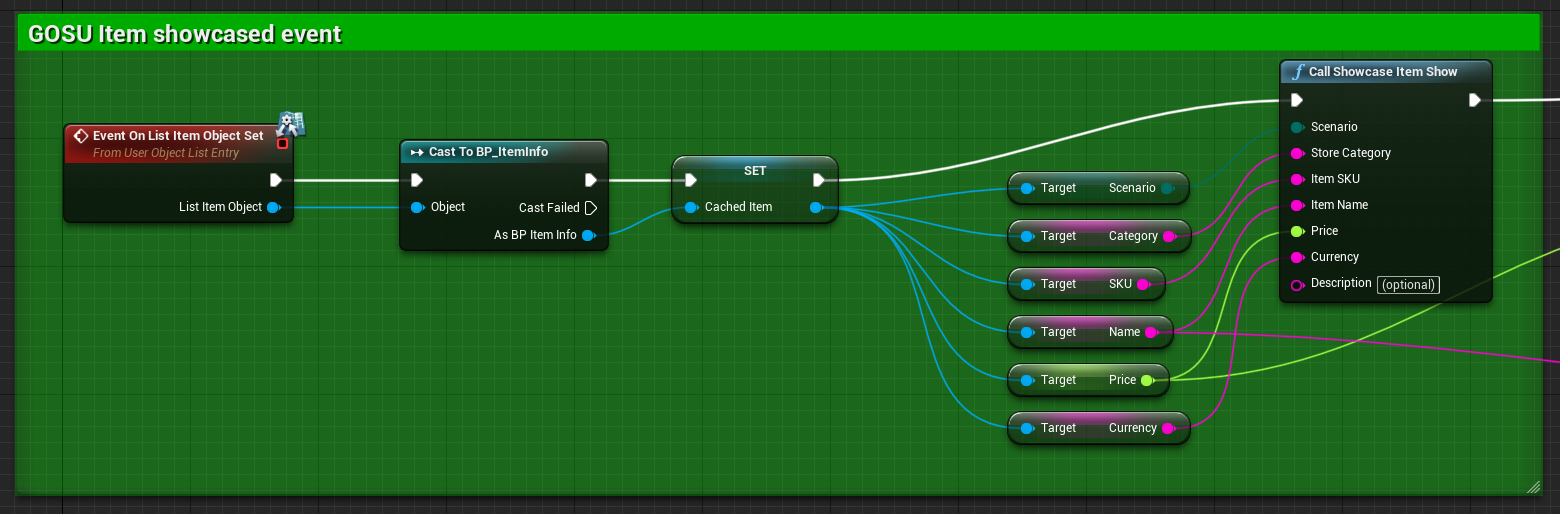 GOSU Item showcased event
Event On List Item Object Set
From User Object List Entry
List Item Object
Cast To BP_ItemInfo
Object
Cast Failed
As BP Item Info
SET
Cached Item
Target Scenario
Target Category
Target SKU
Target Name
Target Price
Target Currency
f Call Showcase Item Show
Scenario
Store Category
Item SKU
Item Name
Price
Currency
Description (optional)